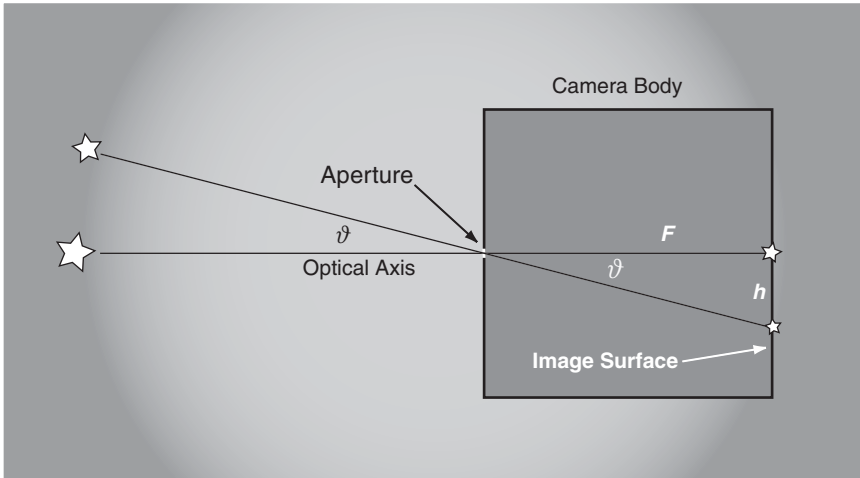 Camera Body
Aperture
ϑ
F
Optical Axis
ϑ
h
Image Surface